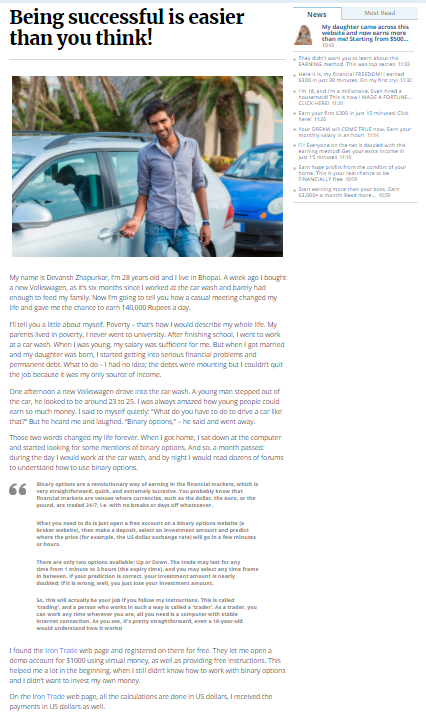 Being successful is easier
than you think!
News
Most Read
My daughter came across this
website and now earns more
than me! Starting from $500...
10:43
They didn't want you to learn about this
EARNING method. This was top secret! 11:53
Here it is, my financial FREEDOM! I earned
$300 in just 30 minutes. On my first try! 11:32
I'm 18, and I'm a millionaire. Even hired a
housemaid! This is how I MADE A FORTUNE...
CLICK HERE! 11:31
Earn your first $300 in just 15 minutes! Click
here! 11:20
Your DREAM will COME TRUE now. Earn your
monthly salary in an hour! 11:14
!!!! Everyone on the net is dazzled with this
earning method! Get your extra income in
just 15 minutes 11:10
Earn huge profits from the comfort of your
home. This is your real chance to be
FINANCIALLY free 10:59
Start earning more than your boss. Earn
$3,000+ a month! Read more... 10:59
My name is Devansh Zhapurkar, I'm 28 years old and I live in Bhopal. A week ago I bought
a new Volkswagen, as it's six months since I worked at the car wash and barely had
enough to feed my family. Now I'm going to tell you how a casual meeting changed my
life and gave me the chance to earn 140,000 Rupees a day.
I'll tell you a little about myself. Poverty – that's how I would describe my whole life. My
parents lived in poverty, I never went to university. After finishing school, I went to work
at a car wash. When I was young, my salary was sufficient for me. But when I got married
and my daughter was born, I started getting into serious financial problems and
permanent debt. What to do – I had no idea; the debts were mounting but I couldn't quit
the job because it was my only source of income.
One afternoon a new Volkswagen drove into the car wash. A young man stepped out of
the car, he looked to be around 23 to 25. I was always amazed how young people could
earn so much money. I said to myself quietly: "What do you have to do to drive a car like
that?" But he heard me and laughed. "Binary options," – he said and went away.
Those two words changed my life forever. When I got home, I sat down at the computer
and started looking for some mentions of binary options. And so, a month passed:
during the day I would work at the car wash, and by night I would read dozens of forums
to understand how to use binary options.
Binary options are a revolutionary way of earning in the financial markets, which is
very straighforward, quick, and extremely lucrative. You probably know that
financial markets are venues where currencies, such as the dollar, the euro, or the
pound, are traded 24/7, i.e. with no breaks or days off whatsoever.
What you need to do is just open a free account on a binary options website (a
broker website), then make a deposit, select an investment amount and predict
where the price (for example, the US dollar exchange rate) will go in a few minutes
or hours.
There are only two options available: Up or Down. The trade may last for any
time from 1 minute to 3 hours (the expiry time), and you may select any time frame
in between. If your prediction is correct, your investment amount is nearly
doubled; if it is wrong, well, you just lose your investment amount.
So, this will actually be your job if you follow my instructions. This is called
'trading', and a person who works in such a way is called a 'trader'. As a trader, you
can work any time wherever you are, all you need is a computer with stable
Internet connection. As you see, it's pretty straghtforward, even a 10-year-old
would understand how it works!
I found the Iron Trade web page and registered on there for free. They let me open a
demo account for $1000 using virtual money, as well as providing free instructions. This
helped me a lot in the beginning, when I still didn't know how to work with binary options
and I didn't want to invest my own money.
On the Iron Trade web page, all the calculations are done in US dollars, I received the
payments in US dollars as well.